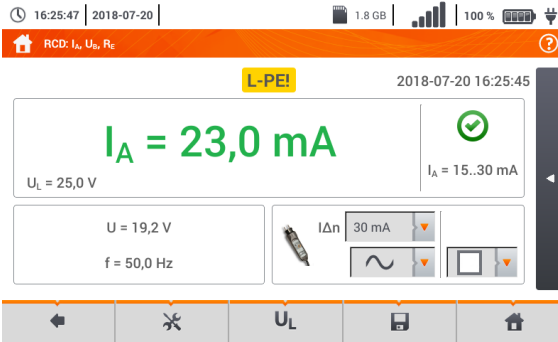 16:25:47 2018-07-20 1.8 GB 100 %
RCD: IA, UB, RE ?
L-PE! 2018-07-20 16:25:45
IA = 23,0 mA
IA = 15..30 mA
UL = 25,0 V
U = 19,2 V
f = 50,0 Hz
IΔn 30 mA
UL